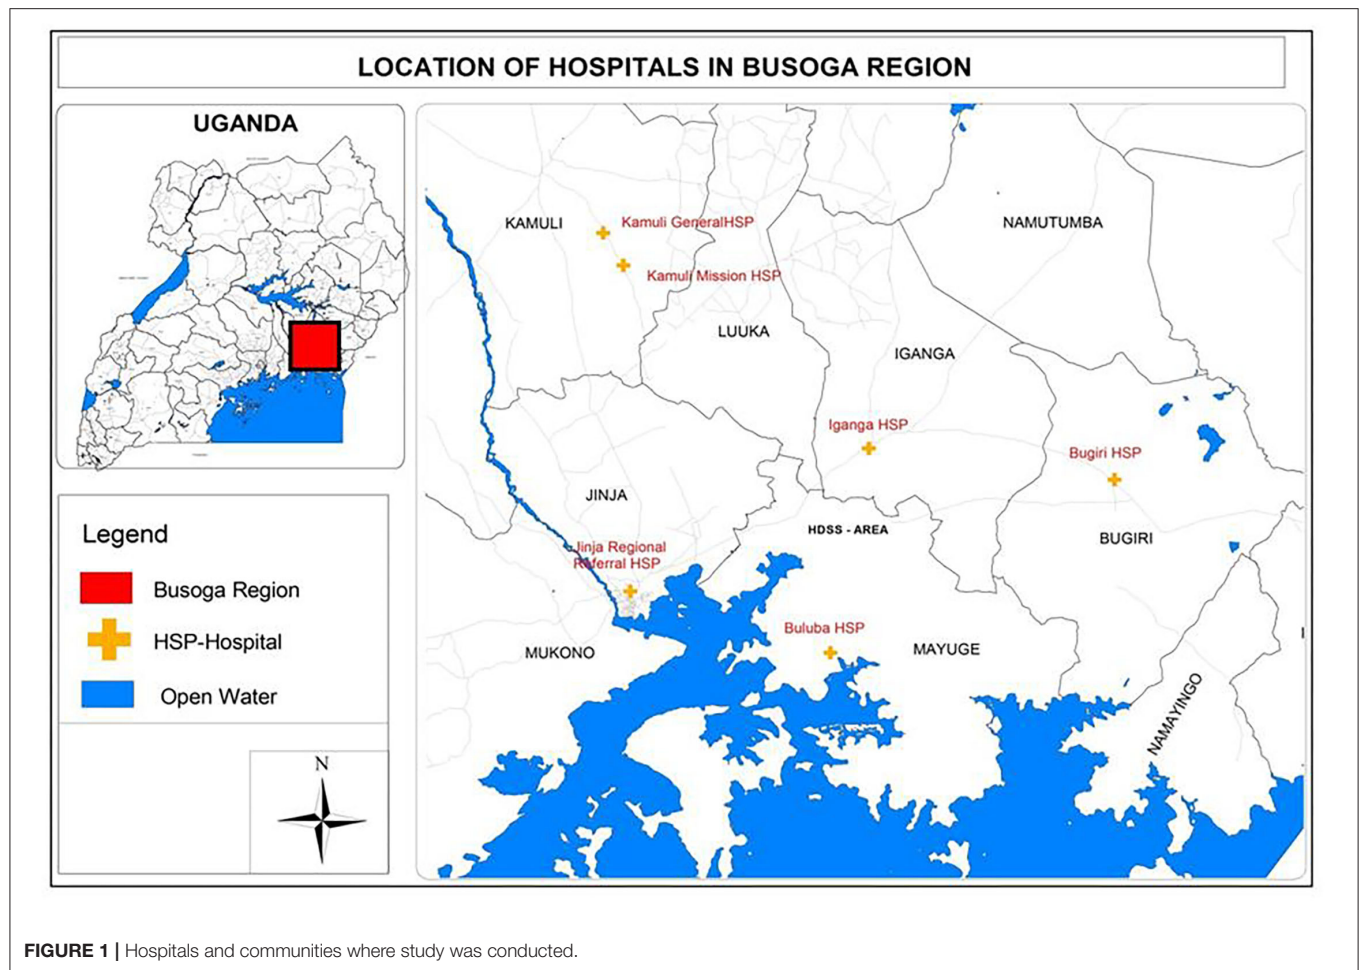 LOCATION OF HOSPITALS IN BUSOGA REGION
UGANDA
Legend
Busoga Region
HSP-Hospital
Open Water
N
KAMULI
Kamuli GeneralHSP
Kamuli Mission HSP
NAMUTUMBA
LUUKA
IGANGA
Iganga HSP
Bugiri HSP
JINJA
HDSS - AREA
BUGIRI
Jinja Regional
Referral HSP
Buluba HSP
MUKONO
MAYUGE
NAMAYINGO
FIGURE 1 | Hospitals and communities where study was conducted.